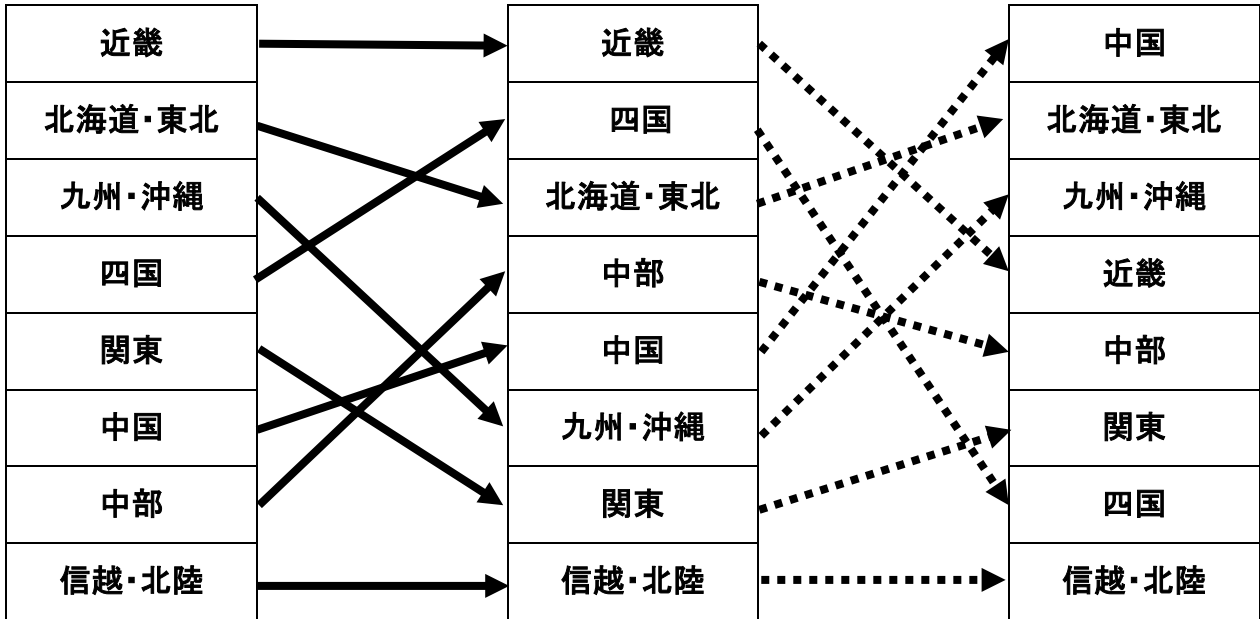 近畿
近畿
中国
北海道・東北
四国
北海道・東北
九州・沖縄
北海道・東北
九州・沖縄
四国
中部
近畿
関東
中国
中部
中国
九州・沖縄
関東
中部
関東
四国
信越・北陸
信越・北陸
信越・北陸